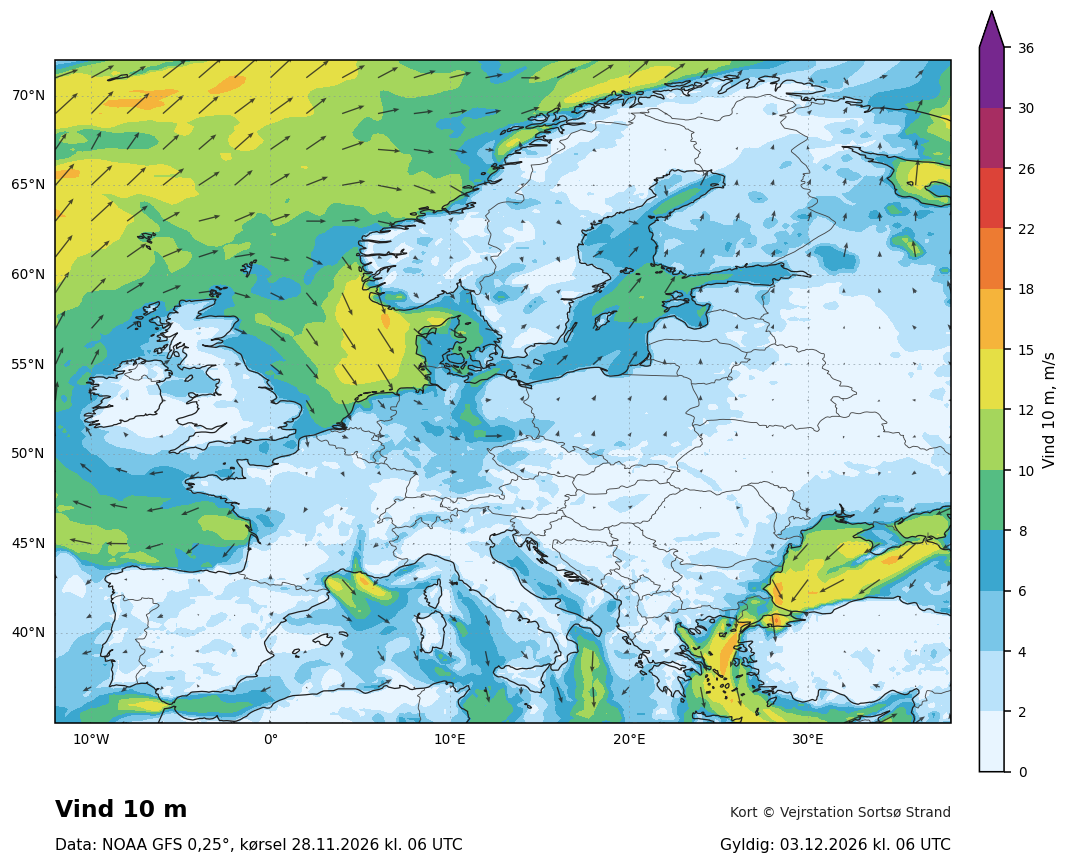 70°N
65°N
60°N
55°N
50°N
45°N
40°N
10°W
0°
10°E
20°E
30°E
36
30
26
22
18
15
12
10
8
6
4
2
0
Vind 10 m, m/s
Vind 10 m
Kort © Vejrstation Sortsø Strand
Data: NOAA GFS 0,25°, kørsel 28.11.2026 kl. 06 UTC
Gyldig: 03.12.2026 kl. 06 UTC